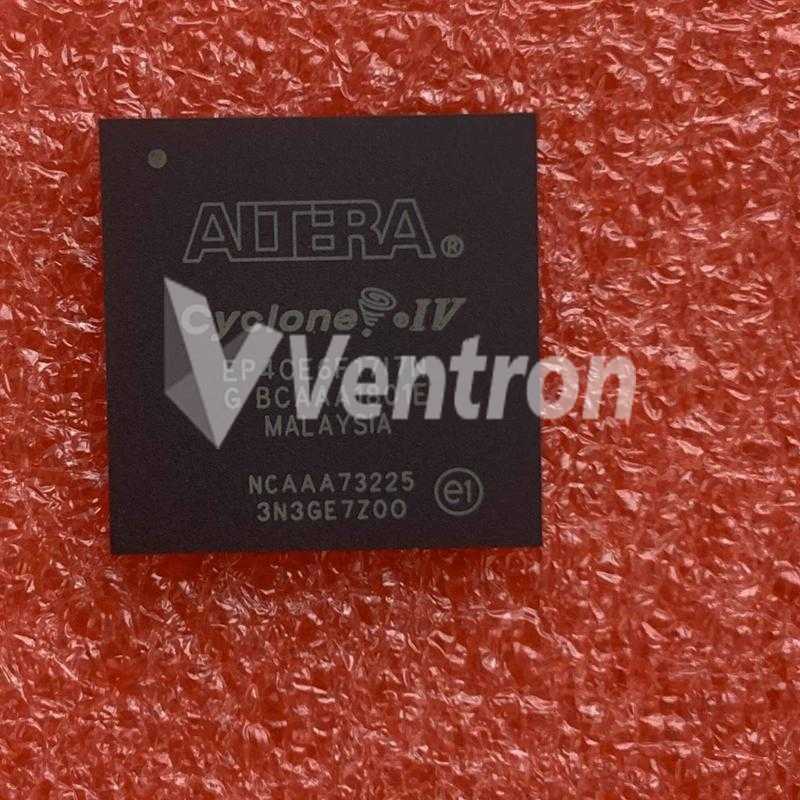 ALTERA®
Cyclone IV
Ventron
MALAYSIA
NCAAA73225
3N3GE7Z00 e1